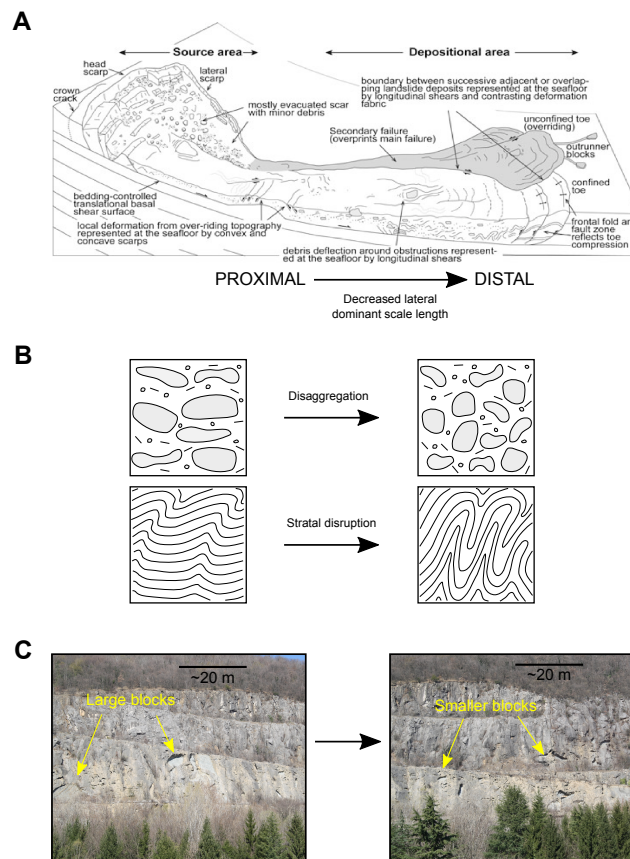 A
Source area
Depositional area
head
scarp
lateral
scarp
crown
crack
mostly evacuated scar
with minor debris
boundary between successive adjacent or overlap-
ping landslide deposits represented at the seafloor
by longitudinal shears and contrasting deformation
fabric
unconfined toe
(overriding)
Secondary failure
(overprints main failure)
outrunner
blocks
confined
toe
bedding-controlled
translational basal
shear surface
local deformation from over-riding topography
represented at the seafloor by convex and
concave scarps
debris deflection around obstructions represent-
ed at the seafloor by longitudinal shears
frontal fold an
fault zone
reflects toe
compression
PROXIMAL
DISTAL
Decreased lateral
dominant scale length
B
Disaggregation
Stratal disruption
C
~20 m
~20 m
Large blocks
Smaller blocks